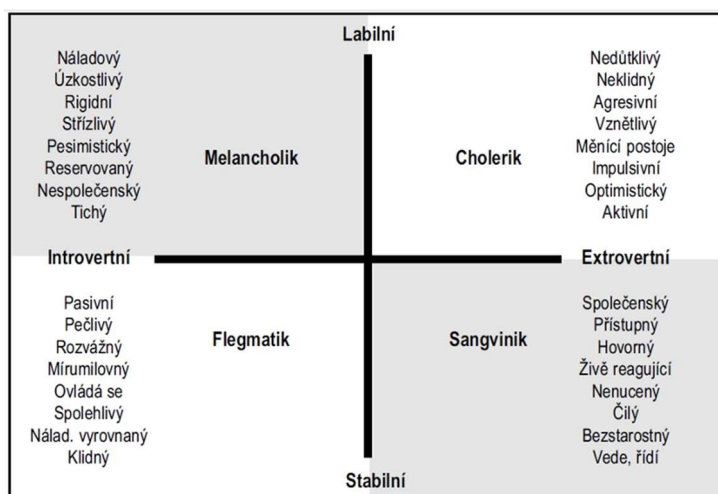 Labilní
Náladový
Úzkostlivý
Rigidní
Střízlivý
Pesimistický
Reservovaný
Nespolečenský
Tichý
Melancholik
Cholerik
Nedůtklivý
Neklidný
Agresivní
Vznětlivý
Měnící postoje
Impulsivní
Optimistický
Aktivní
Introvertní
Extrovertní
Pasivní
Pečlivý
Rozvážný
Mírumilovný
Ovládá se
Spolehlivý
Nálad. vyrovnaný
Klidný
Flegmatik
Sangvinik
Společenský
Přístupný
Hovorný
Živě reagující
Nenucený
Čilý
Bezstarostný
Vede, řídí
Stabilní